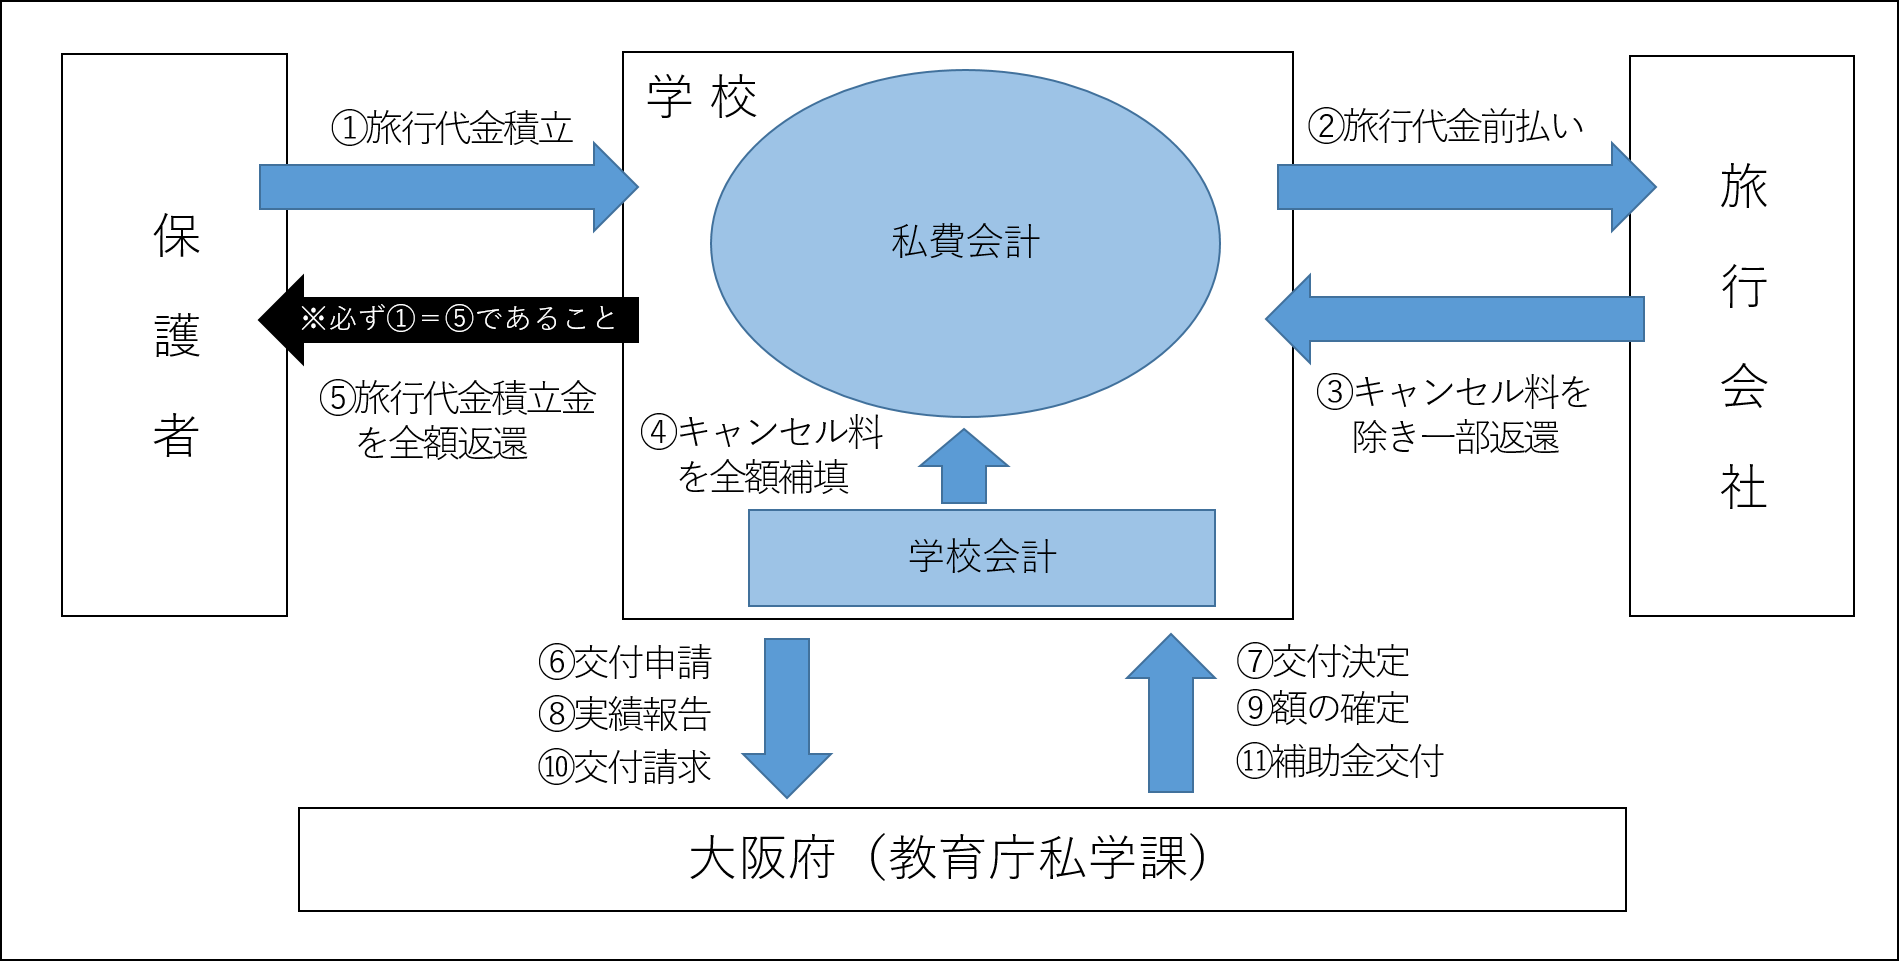 保護者
①旅行代金積立
※必ず①＝⑤であること
⑤旅行代金積立金
を全額返還
学 校
私費会計
④キャンセル料
を全額補填
学校会計
②旅行代金前払い
③キャンセル料を
除き一部返還
旅行会社
⑥交付申請
⑧実績報告
⑩交付請求
⑦交付決定
⑨額の確定
⑪補助金交付
大阪府（教育庁私学課）